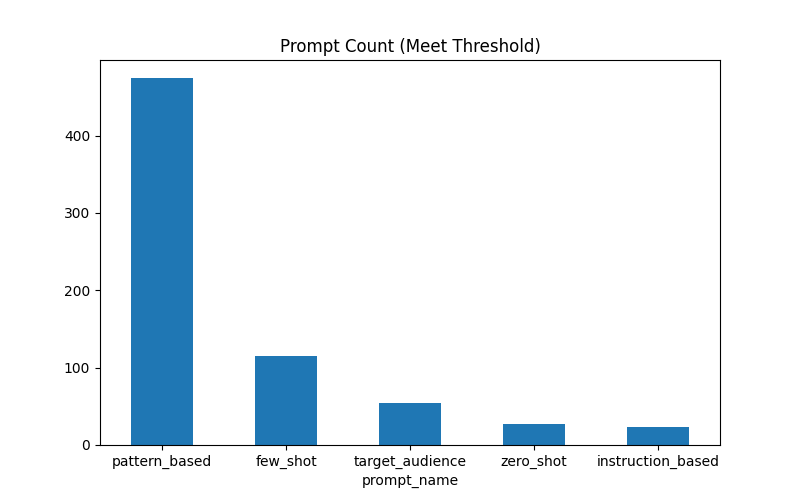 Prompt Count (Meet Threshold)
400
300
200
100
0
pattern_based few_shot target_audience zero_shot instruction_based
prompt_name